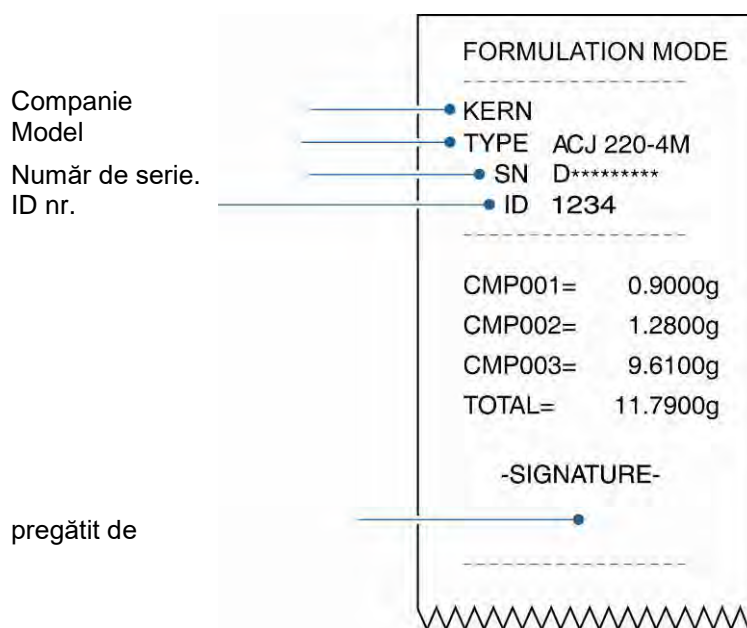 FORMULATION MODE
Companie
KERN
Model
TYPE ACJ 220-4M
Număr de serie.
SN D*********
ID nr.
ID 1234
CMP001= 0.9000g
CMP002= 1.2800g
CMP003= 9.6100g
TOTAL= 11.7900g
-SIGNATURE-
pregătit de